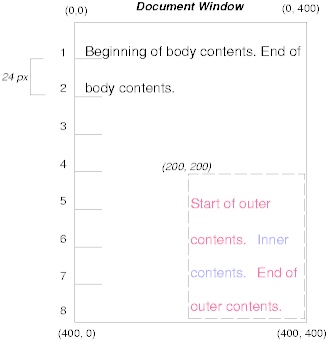 Document Window
(0,0) (0, 400)
1 Beginning of body contents. End of
24 px
2 body contents.
3
4 (200, 200)
5 Start of outer
6 contents. Inner
7 contents. End of
8 outer contents.
(400, 0) (400, 400)